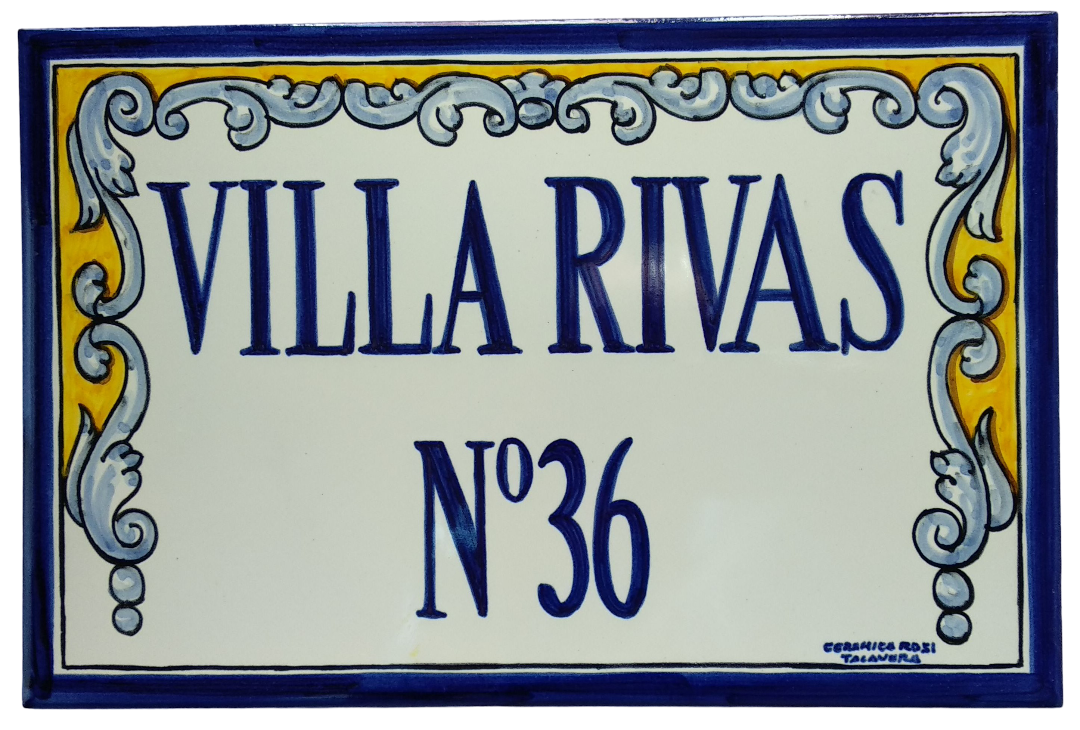 VILLA RIVAS
Nº36
CERAMICA ROSI
TALAVERA